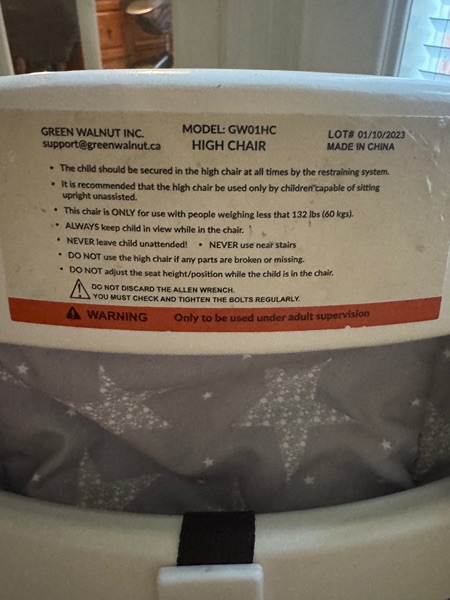 GREEN WALNUT INC. MODEL: GW01HC LOT# 01/10/2023
support@greenwalnut.ca HIGH CHAIR MADE IN CHINA
• The child should be secured in the high chair at all times by the restraining system.
• It is recommended that the high chair be used only by children capable of sitting
upright unassisted.
• This chair is ONLY for use with people weighing less that 132 lbs (60 kgs).
• ALWAYS keep child in view while in the chair.
• NEVER leave child unattended! • NEVER use near stairs
• DO NOT use the high chair if any parts are broken or missing.
• DO NOT adjust the seat height/position while the child is in the chair.
DO NOT DISCARD THE ALLEN WRENCH.
YOU MUST CHECK AND TIGHTEN THE BOLTS REGULARLY.
WARNING Only to be used under adult supervision